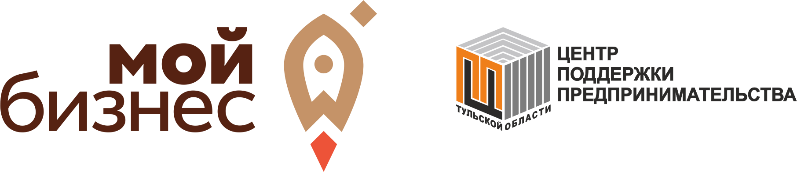 мой
бизнес
ЦЕНТР
ПОДДЕРЖКИ
ПРЕДПРИНИМАТЕЛЬСТВА
ТУЛЬСКОЙ ОБЛАСТИ